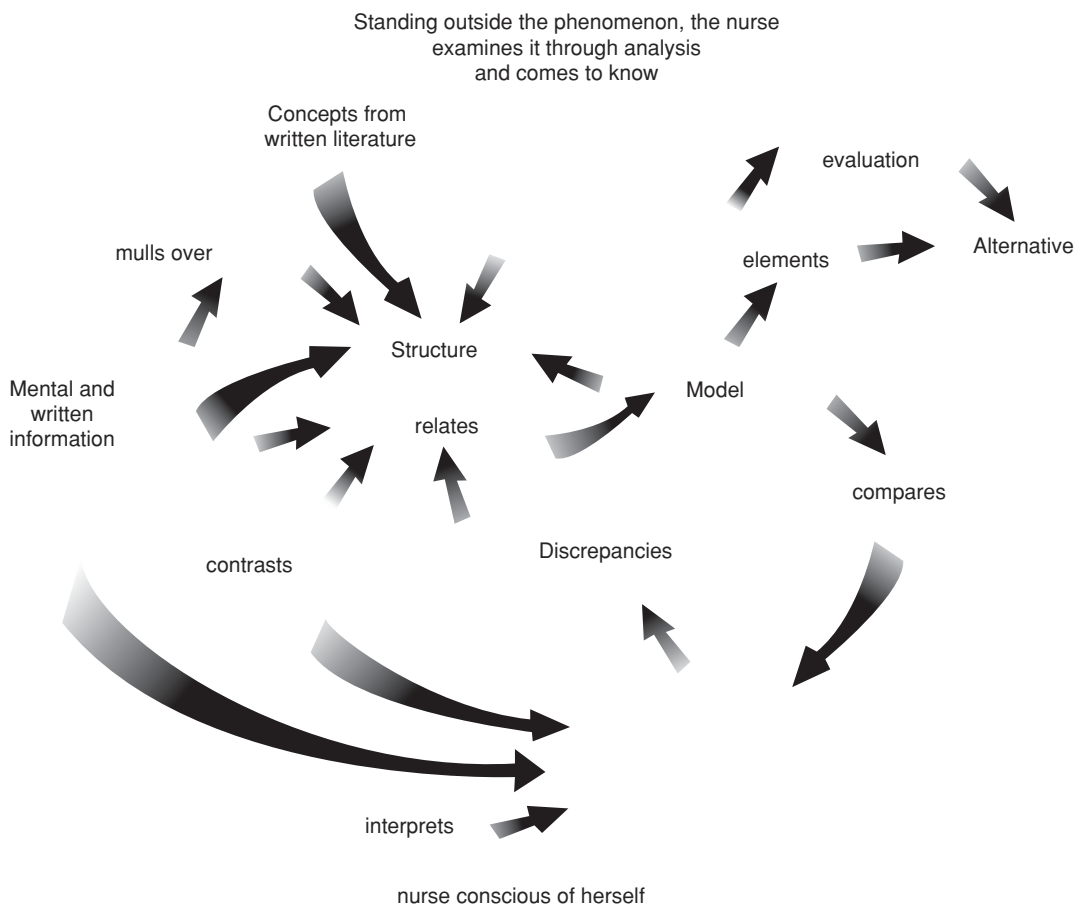 Standing outside the phenomenon, the nurse
examines it through analysis
and comes to know
Concepts from
written literature
evaluation
mulls over
Alternative
elements
Structure
Mental and
written
information
Model
relates
compares
Discrepancies
contrasts
interprets
nurse conscious of herself